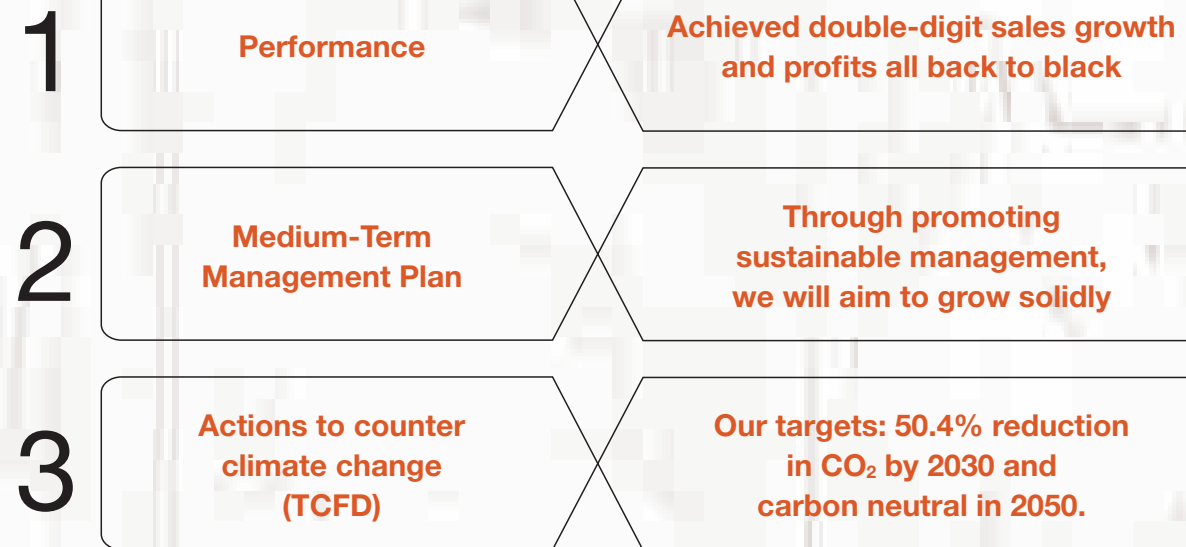 1
Performance
Achieved double-digit sales growth
and profits all back to black
2
Medium-Term
Management Plan
Through promoting
sustainable management,
we will aim to grow solidly
3
Actions to counter
climate change
(TCFD)
Our targets: 50.4% reduction
in CO₂ by 2030 and
carbon neutral in 2050.